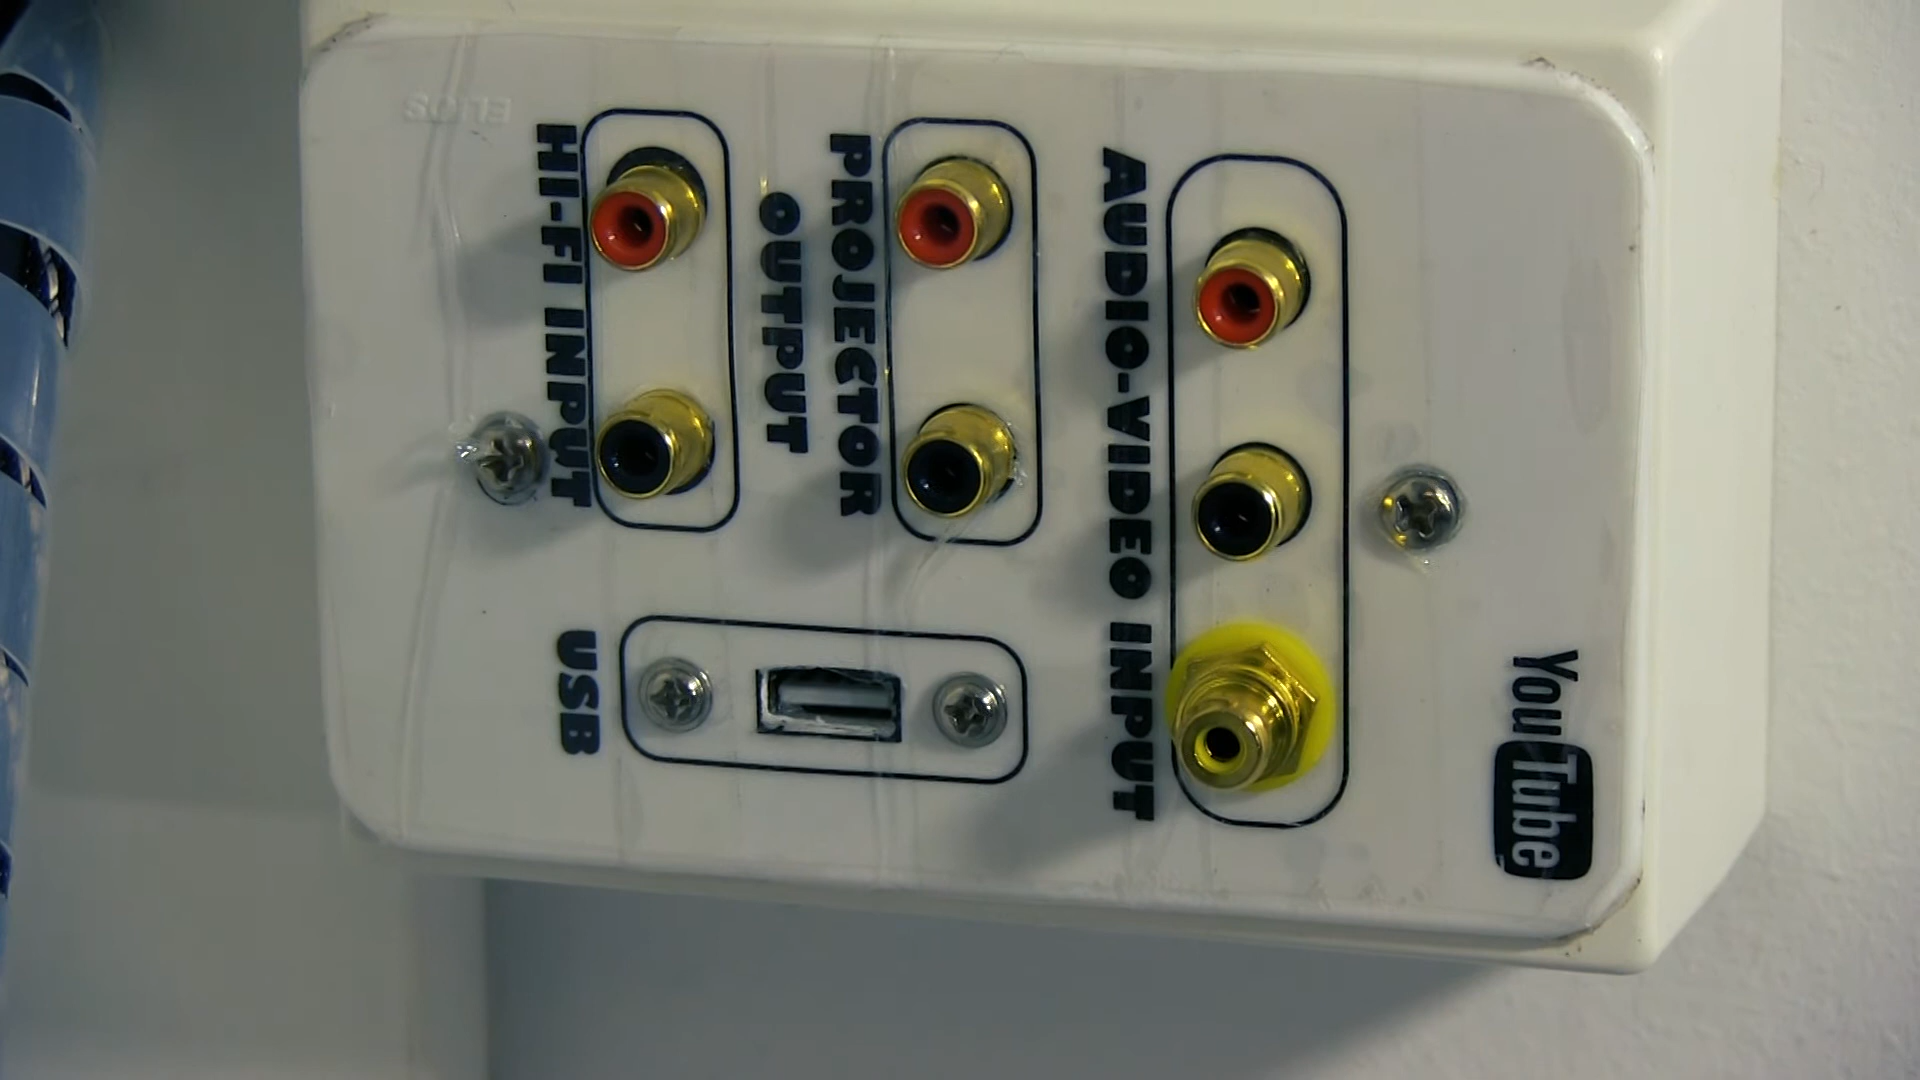 YouTube
AUDIO-VIDEO INPUT
PROJECTOR
OUTPUT
HI-FI INPUT
USB